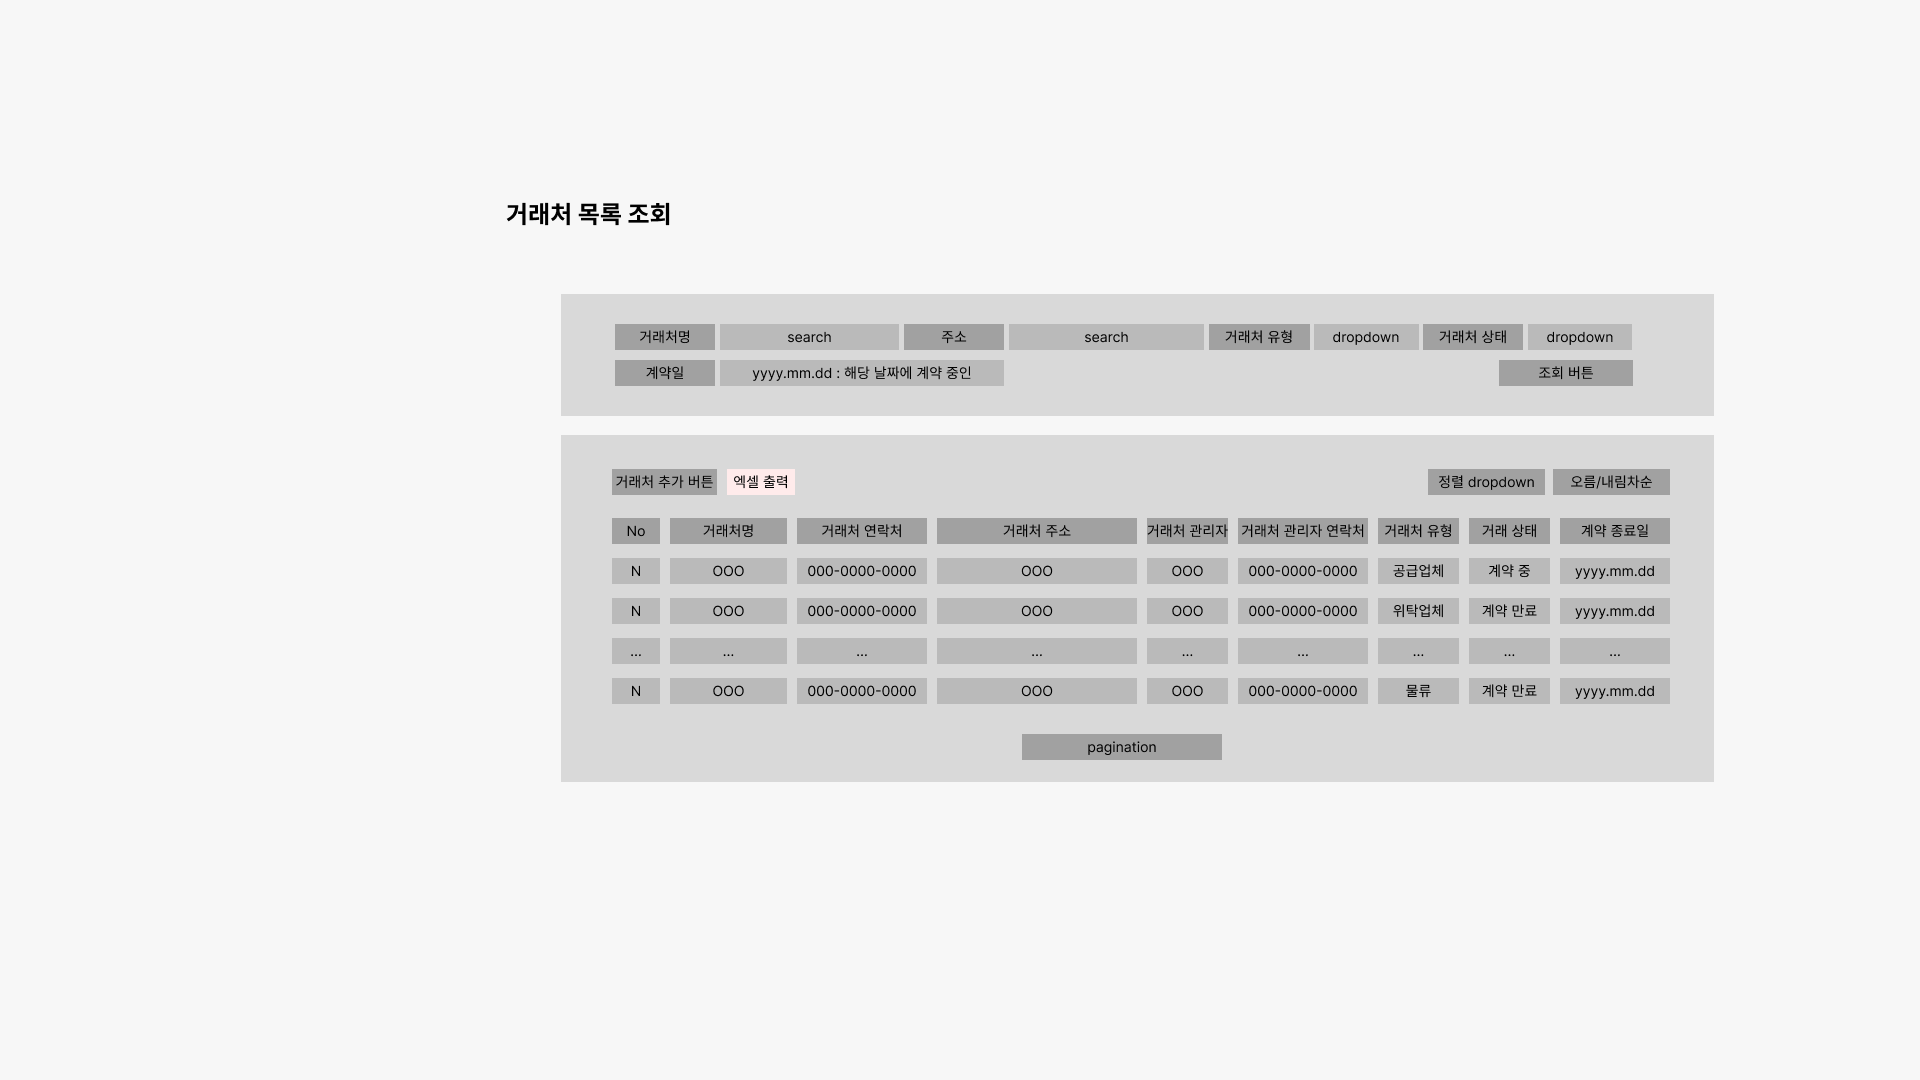 거래처 목록 조회
거래처명 search 주소 search 거래처 유형 dropdown 거래처 상태 dropdown
계약일 yyyy.mm.dd : 해당 날짜에 계약 중인 조회 버튼
거래처 추가 버튼 엑셀 출력 정렬 dropdown 오름/내림차순
No 거래처명 거래처 연락처 거래처 주소 거래처 관리자 거래처 관리자 연락처 거래처 유형 거래 상태 계약 종료일
N OOO 000-0000-0000 OOO OOO 000-0000-0000 공급업체 계약 중 yyyy.mm.dd
N OOO 000-0000-0000 OOO OOO 000-0000-0000 위탁업체 계약 만료 yyyy.mm.dd
... ... ... ... ... ... ... ... ...
N OOO 000-0000-0000 OOO OOO 000-0000-0000 물류 계약 만료 yyyy.mm.dd
pagination